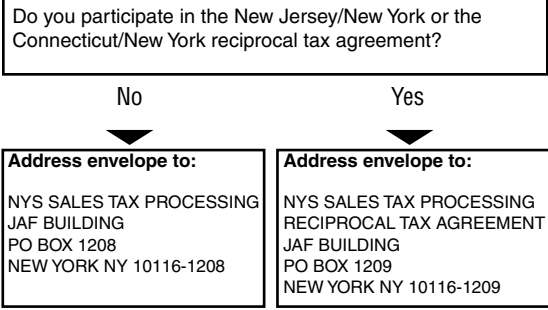 Do you participate in the New Jersey/New York or the
Connecticut/New York reciprocal tax agreement?
No
Yes
Address envelope to:
NYS SALES TAX PROCESSING
JAF BUILDING
PO BOX 1208
NEW YORK NY 10116-1208
Address envelope to:
NYS SALES TAX PROCESSING
RECIPROCAL TAX AGREEMENT
JAF BUILDING
PO BOX 1209
NEW YORK NY 10116-1209